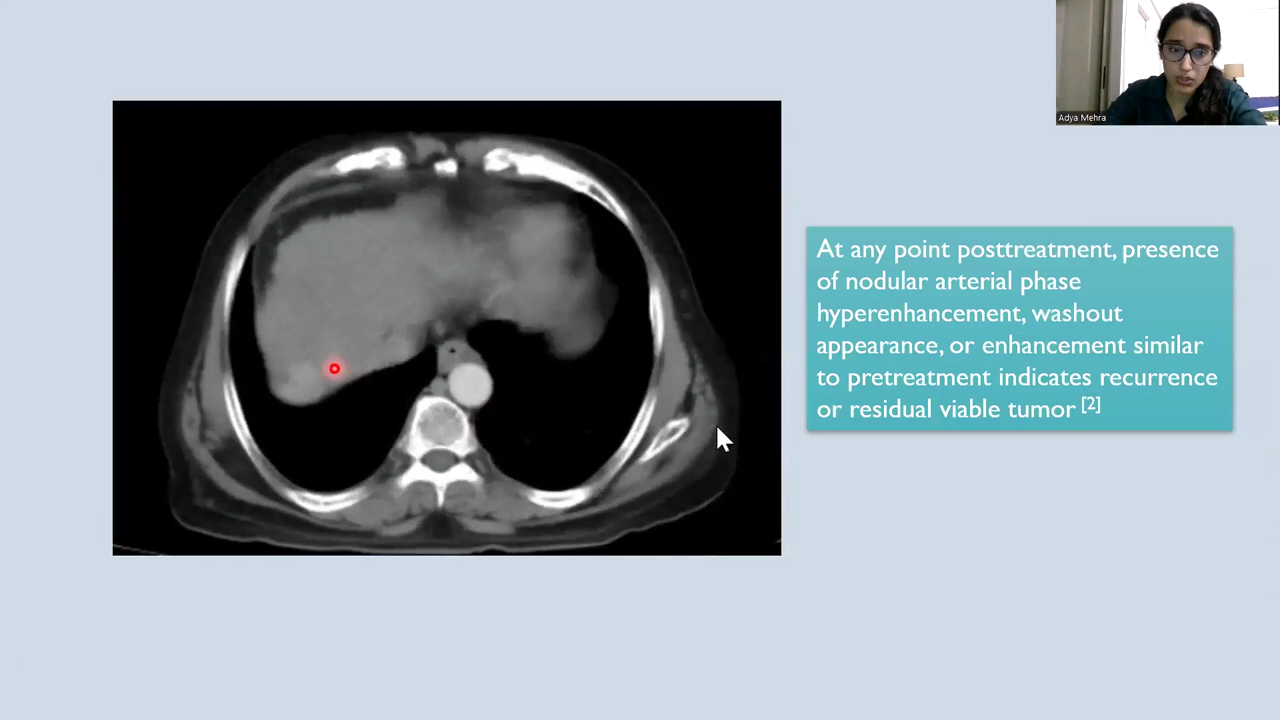 Adya Mehra
At any point posttreatment, presence
of nodular arterial phase
hyperenhancement, washout
appearance, or enhancement similar
to pretreatment indicates recurrence
or residual viable tumor [2]